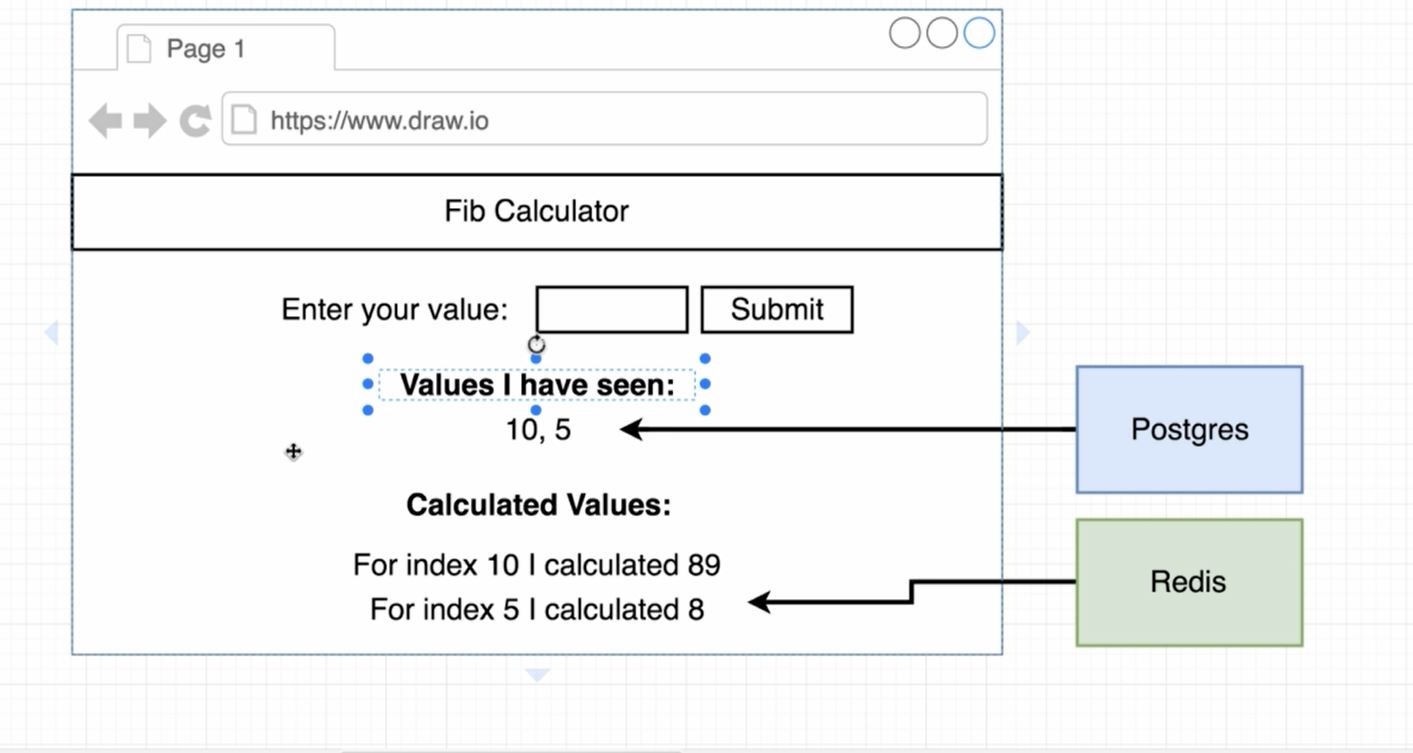 Page 1
https://www.draw.io
Fib Calculator
Enter your value:
Submit
Values I have seen:
10, 5
Postgres
Calculated Values:
For index 10 I calculated 89
For index 5 I calculated 8
Redis